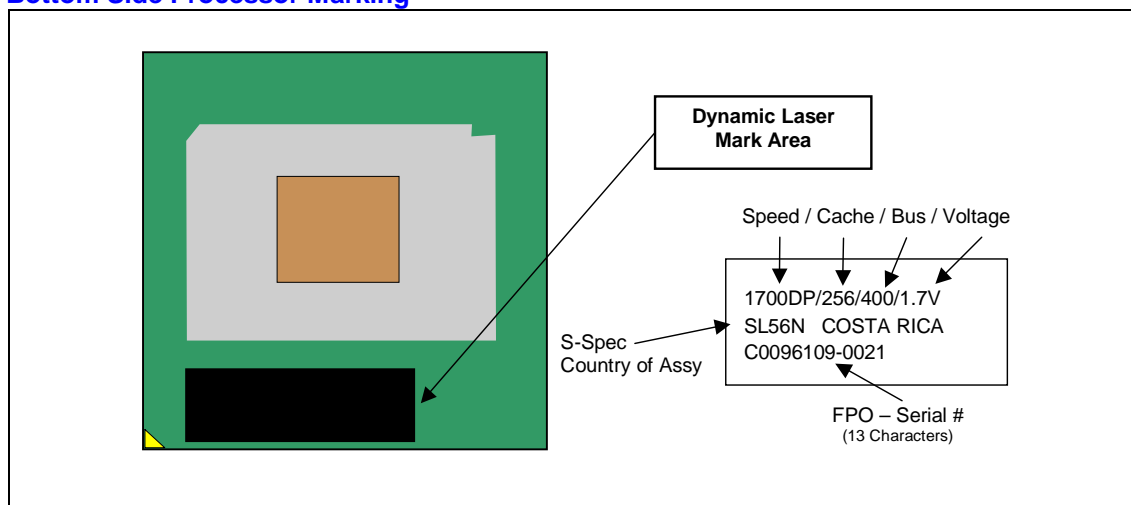 Bottom Side Processor Marking
Dynamic Laser
Mark Area
Speed / Cache / Bus / Voltage
1700DP/256/400/1.7V
SL56N COSTA RICA
C0096109-0021
S-Spec
Country of Assy
FPO – Serial #
(13 Characters)